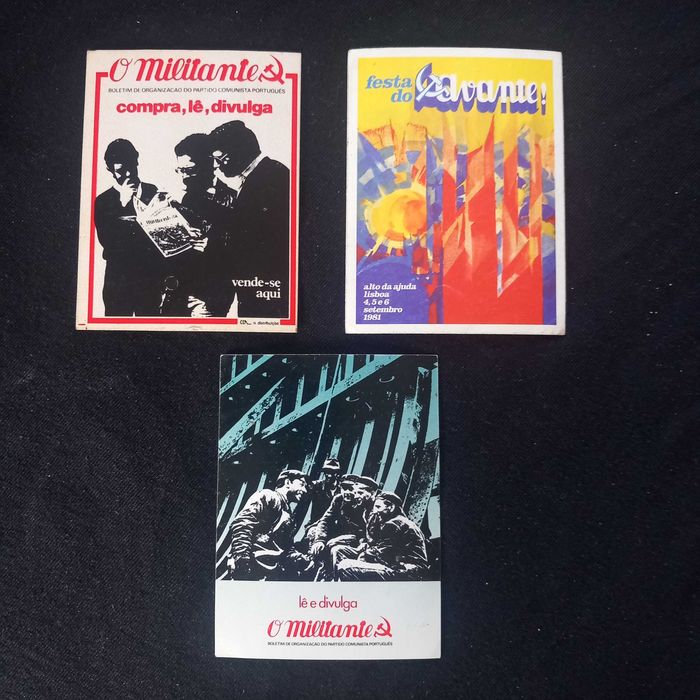 O Militante
BOLETIM DE ORGANIZAÇÃO DO PARTIDO COMUNISTA PORTUGUÊS
compra, lê, divulga
vende-se
aqui
festa
do Avante!
alto da ajuda
lisboa
4, 5 e 6
setembro
1981
lê e divulga
O Militante
BOLETIM DE ORGANIZAÇÃO DO PARTIDO COMUNISTA PORTUGUÊS